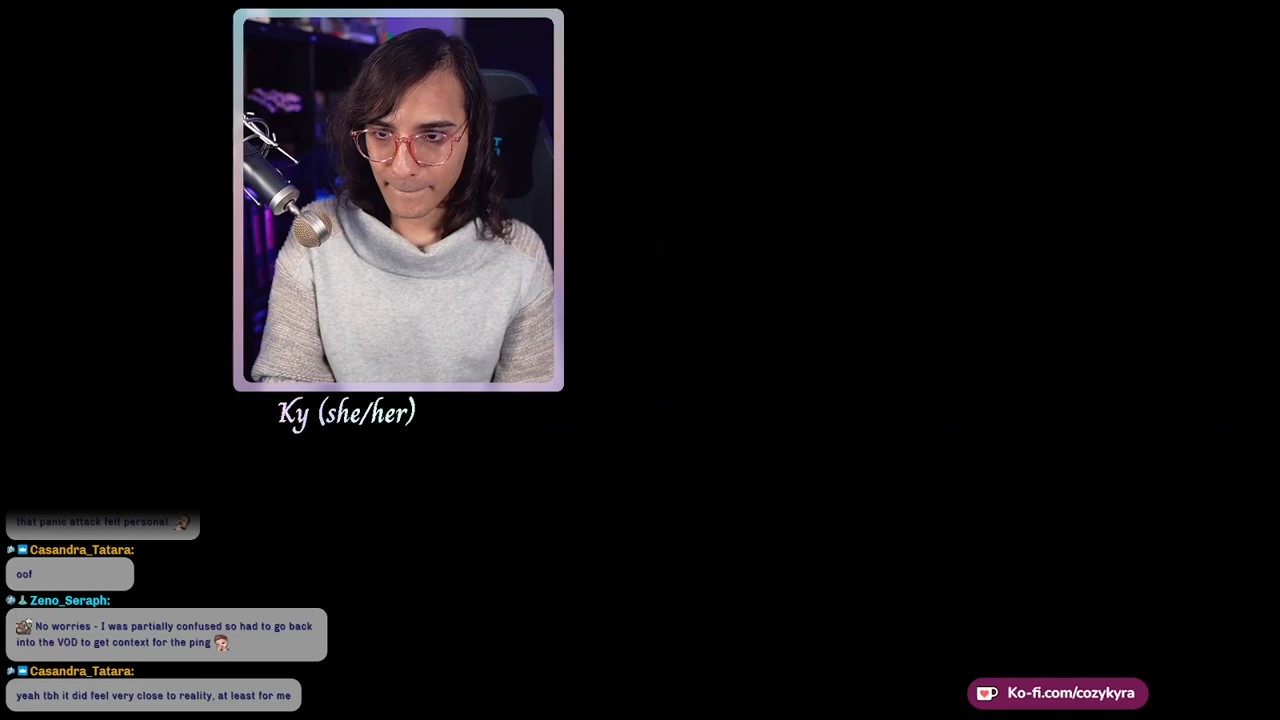 Ky (she/her)
that panic attack felt personal
Casandra_Tatara:
oof
Zeno_Seraph:
No worries - I was partially confused so had to go back
into the VOD to get context for the ping
Casandra_Tatara:
yeah tbh it did feel very close to reality, at least for me
Ko-fi.com/cozykyra